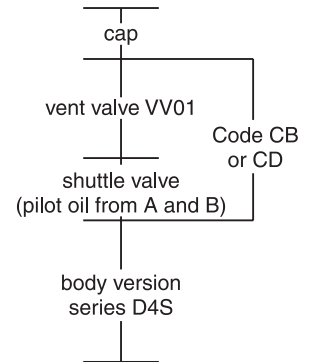 cap
vent valve VV01
Code CB
or CD
shuttle valve
(pilot oil from A and B)
body version
series D4S